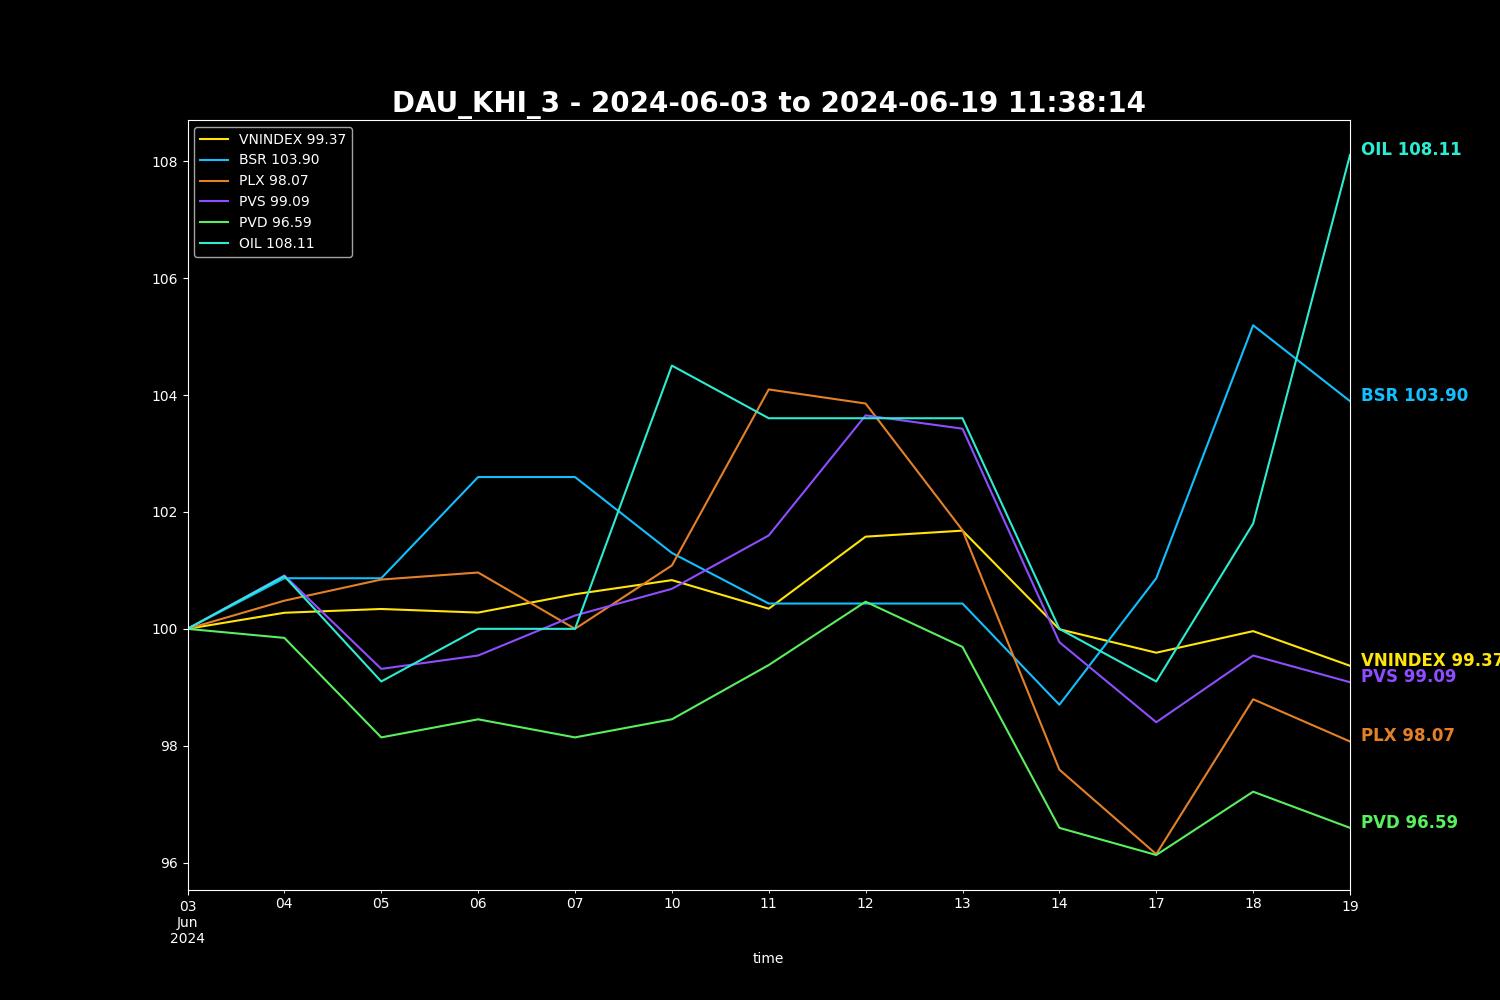 DAU_KHI_3 - 2024-06-03 to 2024-06-19 11:38:14
VNINDEX 99.37
BSR 103.90
PLX 98.07
PVS 99.09
PVD 96.59
OIL 108.11
108
106
104
102
100
98
96
OIL 108.11
BSR 103.90
VNINDEX 99.37
PVS 99.09
PLX 98.07
PVD 96.59
03 04 05 06 07 10 11 12 13 14 17 18 19
Jun
2024
time